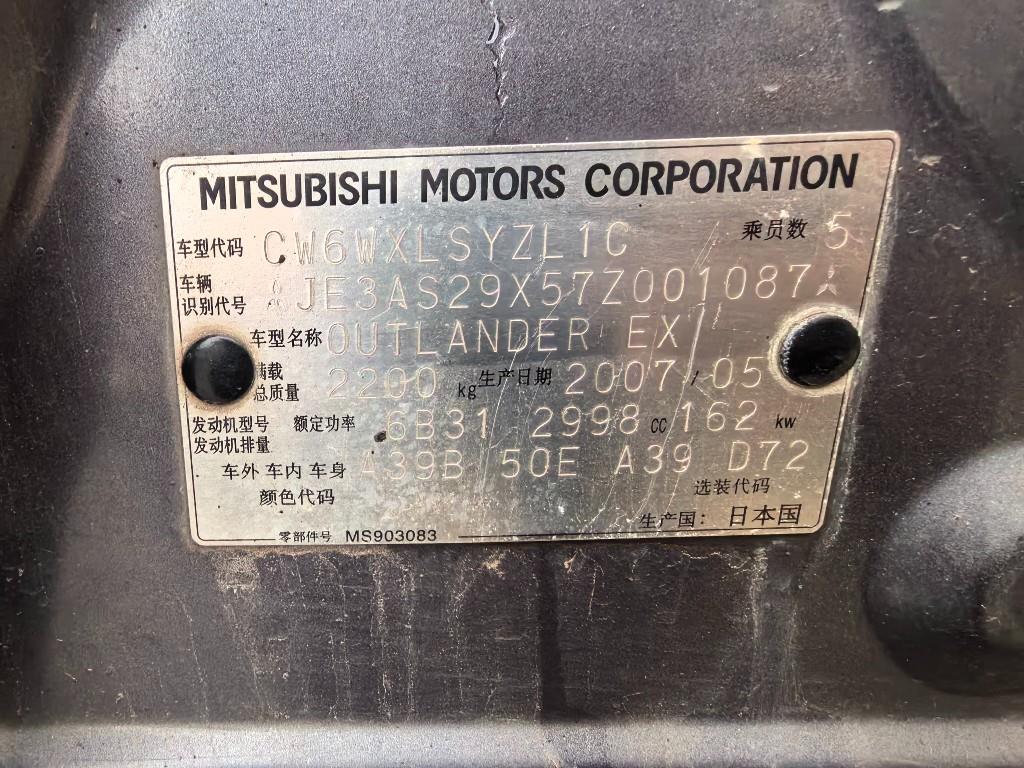 MITSUBISHI MOTORS CORPORATION
车型代码 CW6WXLSYZL1C 乘员数 5
车辆
识别代号 JE3AS29X57Z001087
车型名称 OUTLANDER EX
满载
总质量 2200 kg 生产日期 2007/05
发动机型号 额定功率 6B31 2998 CC 162 kw
发动机排量
车外 车内 车身 A39B 50E A39 D72
颜色代码 选装代码
生产国：日本国
零部件号 MS903083